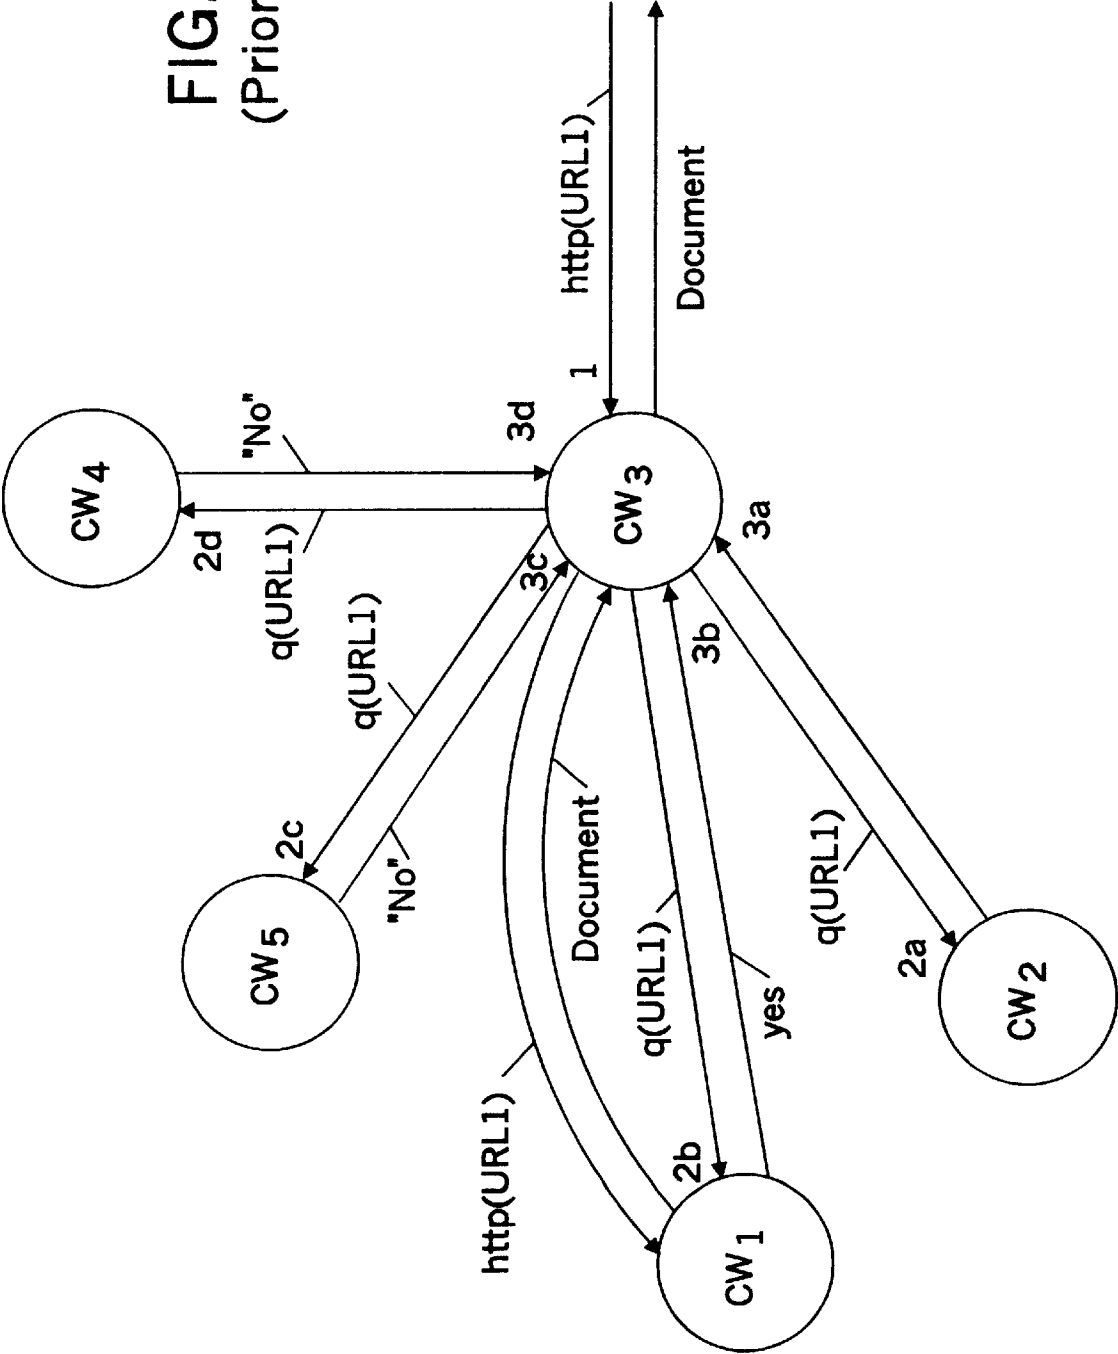 FIG.
(Prior
http(URL1)
1
Document
"No"
3d
CW4
2d
q(URL1)
CW3
3a
3c
q(URL1)
3b
2c
"No"
Document
q(URL1)
CW5
q(URL1)
2a
yes
CW2
http(URL1)
2b
CW1